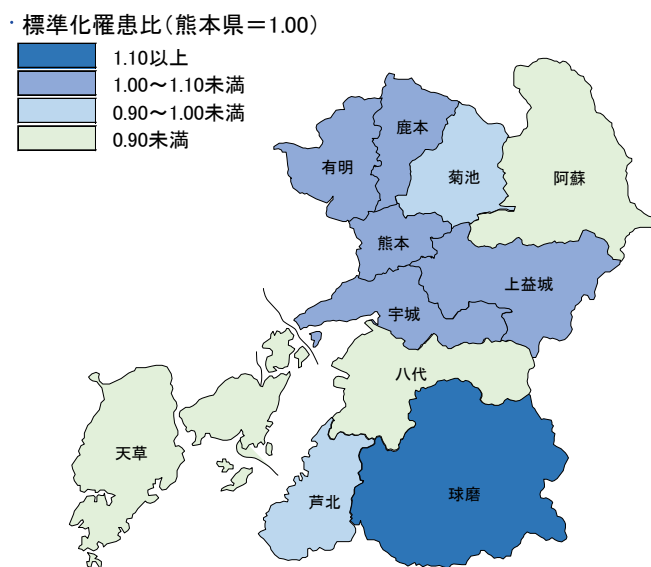 ・標準化罹患比（熊本県＝1.00）
1.10以上
1.00～1.10未満
0.90～1.00未満
0.90未満
鹿本
有明
菊池
阿蘇
熊本
上益城
宇城
八代
天草
芦北
球磨